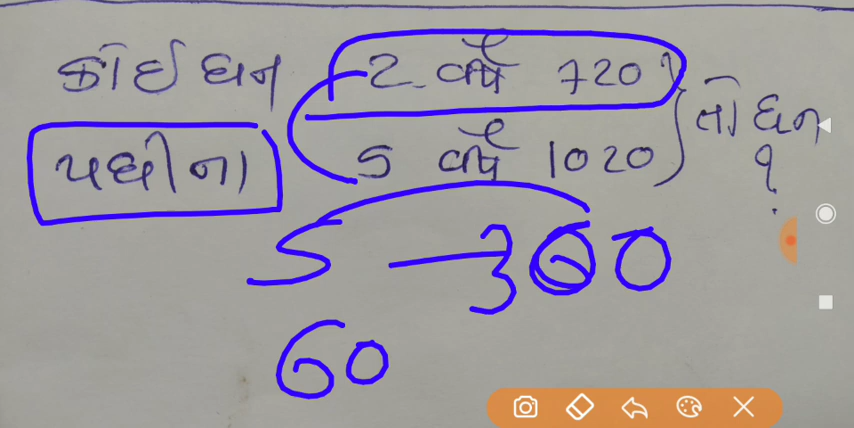 કોઈ ધન 2 વર્ષે 720
પછીના 5 વર્ષે 1020
તો ધન ?
5 — 300
60